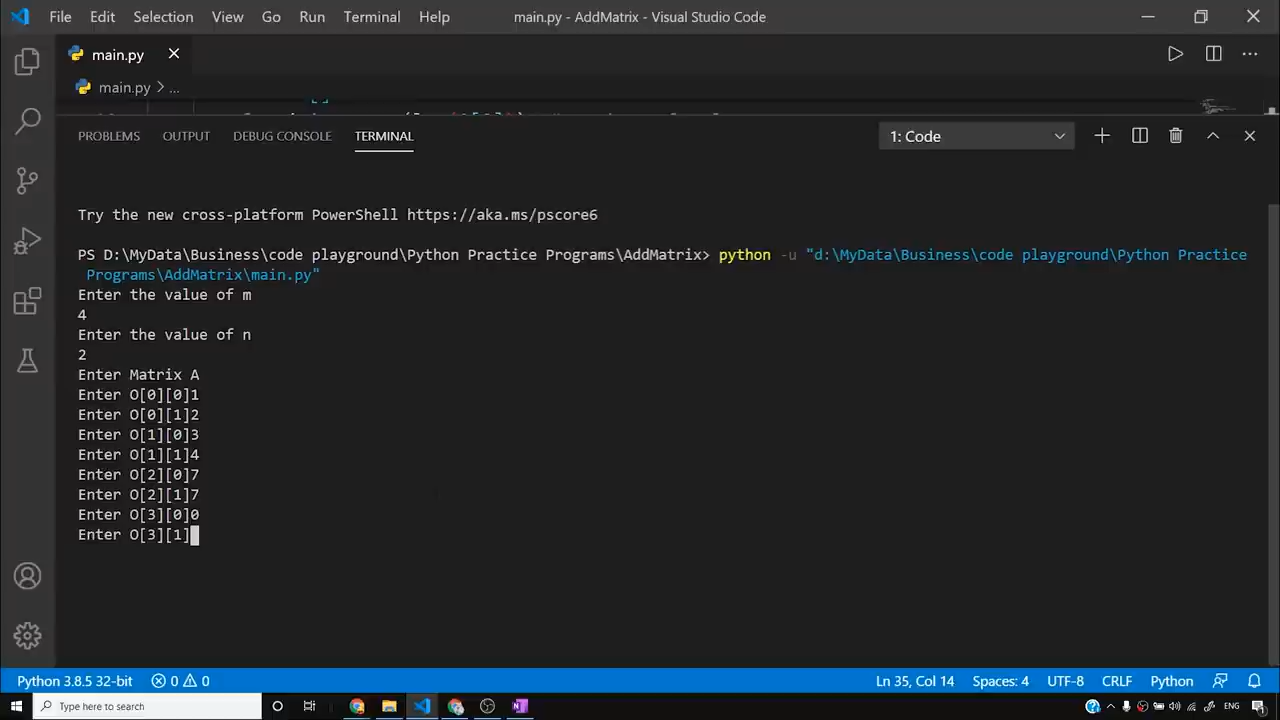 File Edit Selection View Go Run Terminal Help main.py - AddMatrix - Visual Studio Code
main.py
main.py > ...
PROBLEMS OUTPUT DEBUG CONSOLE TERMINAL 1: Code
Try the new cross-platform PowerShell https://aka.ms/pscore6
PS D:\MyData\Business\code playground\Python Practice Programs\AddMatrix> python -u "d:\MyData\Business\code playground\Python Practice
Programs\AddMatrix\main.py"
Enter the value of m
4
Enter the value of n
2
Enter Matrix A
Enter O[0][0]1
Enter O[0][1]2
Enter O[1][0]3
Enter O[1][1]4
Enter O[2][0]7
Enter O[2][1]7
Enter O[3][0]0
Enter O[3][1]
Python 3.8.5 32-bit 0 0 Ln 35, Col 14 Spaces: 4 UTF-8 CRLF Python
Type here to search